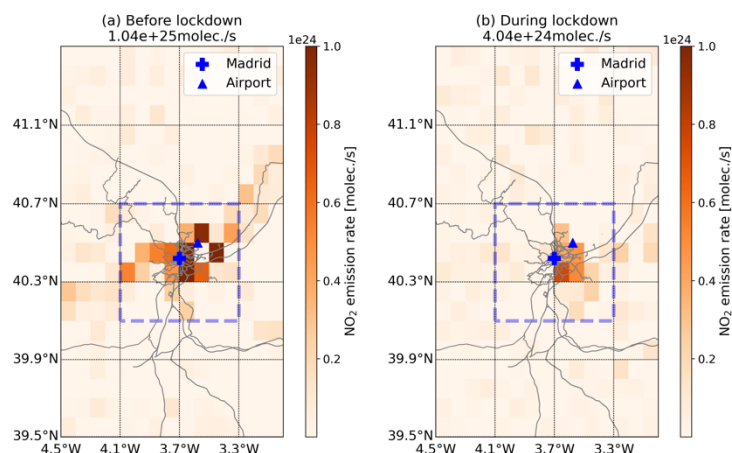 (a) Before lockdown
1.04e+25molec./s
1e24
1.0
0.8
0.6
0.4
0.2
NO₂ emission rate [molec./s]
Madrid
Airport
41.1°N
40.7°N
40.3°N
39.9°N
39.5°N
4.5°W
4.1°W
3.7°W
3.3°W
(b) During lockdown
4.04e+24molec./s
1e24
1.0
0.8
0.6
0.4
0.2
NO₂ emission rate [molec./s]
Madrid
Airport
41.1°N
40.7°N
40.3°N
39.9°N
39.5°N
4.5°W
4.1°W
3.7°W
3.3°W